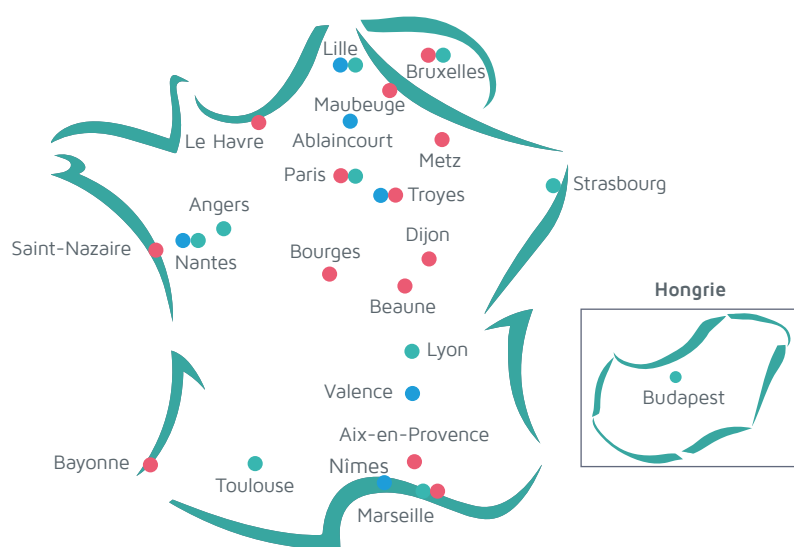 Lille
Bruxelles
Maubeuge
Le Havre
Ablaincourt
Metz
Paris
Troyes
Strasbourg
Angers
Saint-Nazaire
Nantes
Bourges
Dijon
Beaune
Hongrie
Lyon
Valence
Budapest
Aix-en-Provence
Bayonne
Nîmes
Toulouse
Marseille